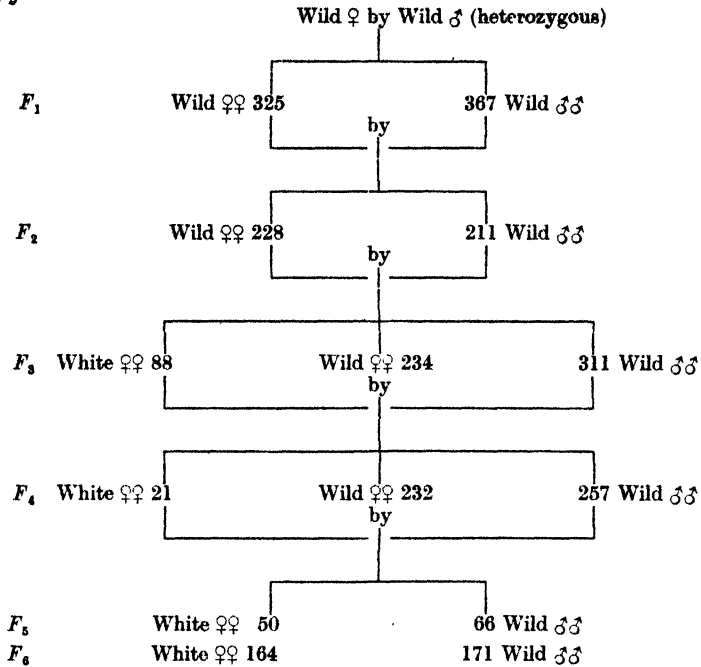 Wild ♀ by Wild ♂ (heterozygous)
F₁ Wild ♀♀ 325 367 Wild ♂♂
by
F₂ Wild ♀♀ 228 211 Wild ♂♂
by
F₃ White ♀♀ 88 Wild ♀♀ 234 311 Wild ♂♂
by
F₄ White ♀♀ 21 Wild ♀♀ 232 257 Wild ♂♂
by
F₅ White ♀♀ 50 66 Wild ♂♂
F₆ White ♀♀ 164 171 Wild ♂♂